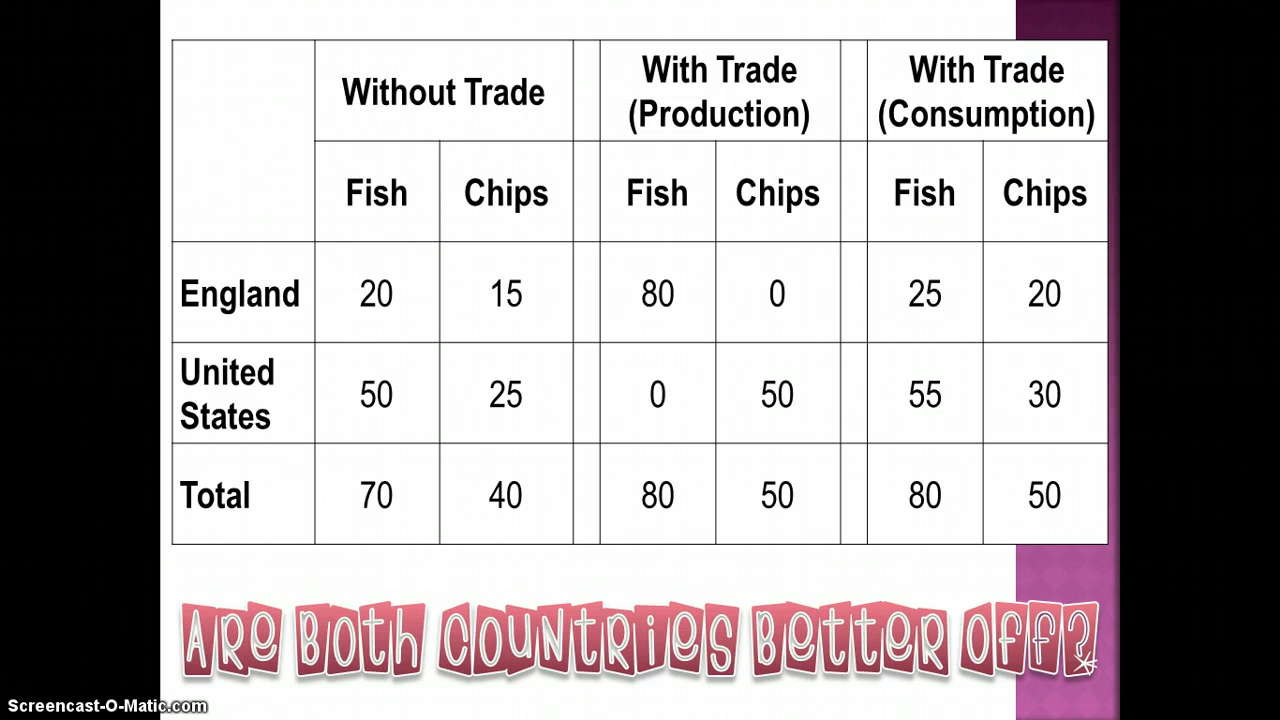 Without Trade With Trade (Production) With Trade (Consumption)
Fish Chips Fish Chips Fish Chips
England 20 15 80 0 25 20
United States 50 25 0 50 55 30
Total 70 40 80 50 80 50
Are Both Countries Better Off?
Screencast-O-Matic.com